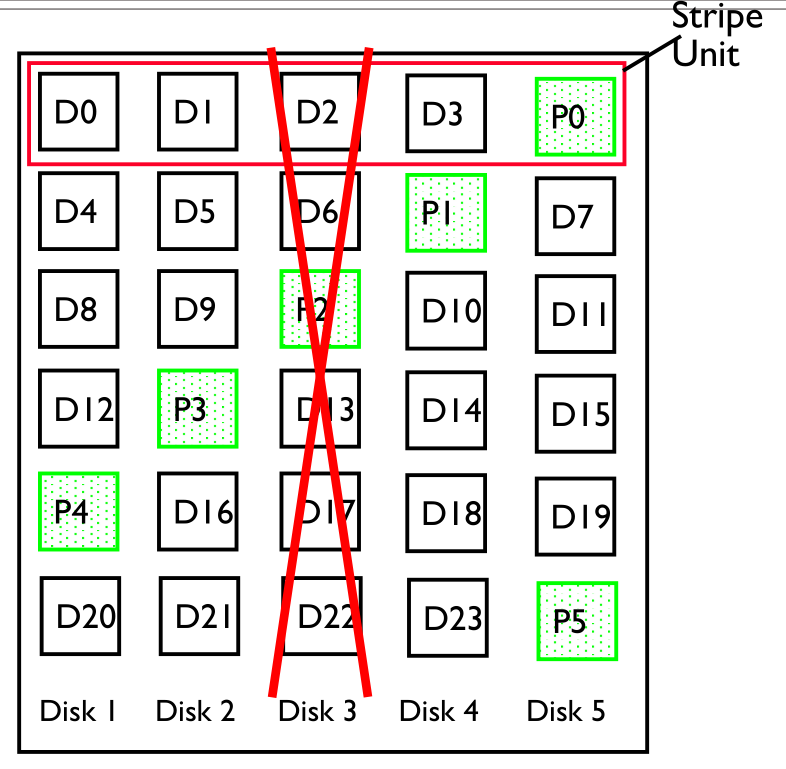 Stripe
Unit
D0 D1 D2 D3 P0
D4 D5 D6 P1 D7
D8 D9 P2 D10 D11
D12 P3 D13 D14 D15
P4 D16 D17 D18 D19
D20 D21 D22 D23 P5
Disk 1 Disk 2 Disk 3 Disk 4 Disk 5